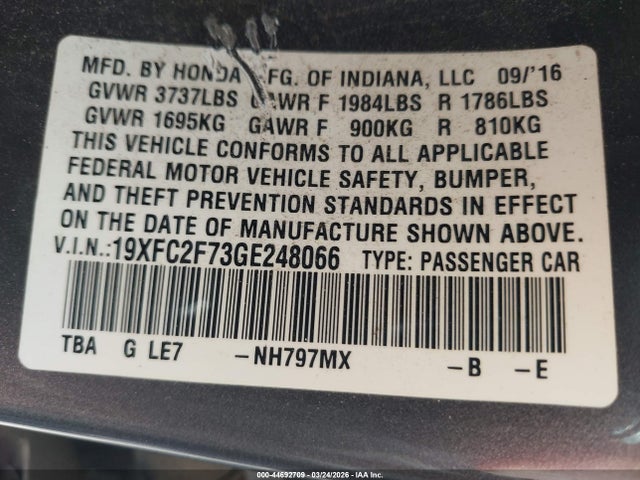 MFD. BY HONDA MFG. OF INDIANA, LLC 09/'16
GVWR 3737LBS GAWR F 1984LBS R 1786LBS
GVWR 1695KG GAWR F 900KG R 810KG
THIS VEHICLE CONFORMS TO ALL APPLICABLE
FEDERAL MOTOR VEHICLE SAFETY, BUMPER,
AND THEFT PREVENTION STANDARDS IN EFFECT
ON THE DATE OF MANUFACTURE SHOWN ABOVE.
V.I.N.:19XFC2F73GE248066 TYPE: PASSENGER CAR
TBA G LE7 –NH797MX –B –E
000-44692709 - 03/24/2026 - IAA Inc.